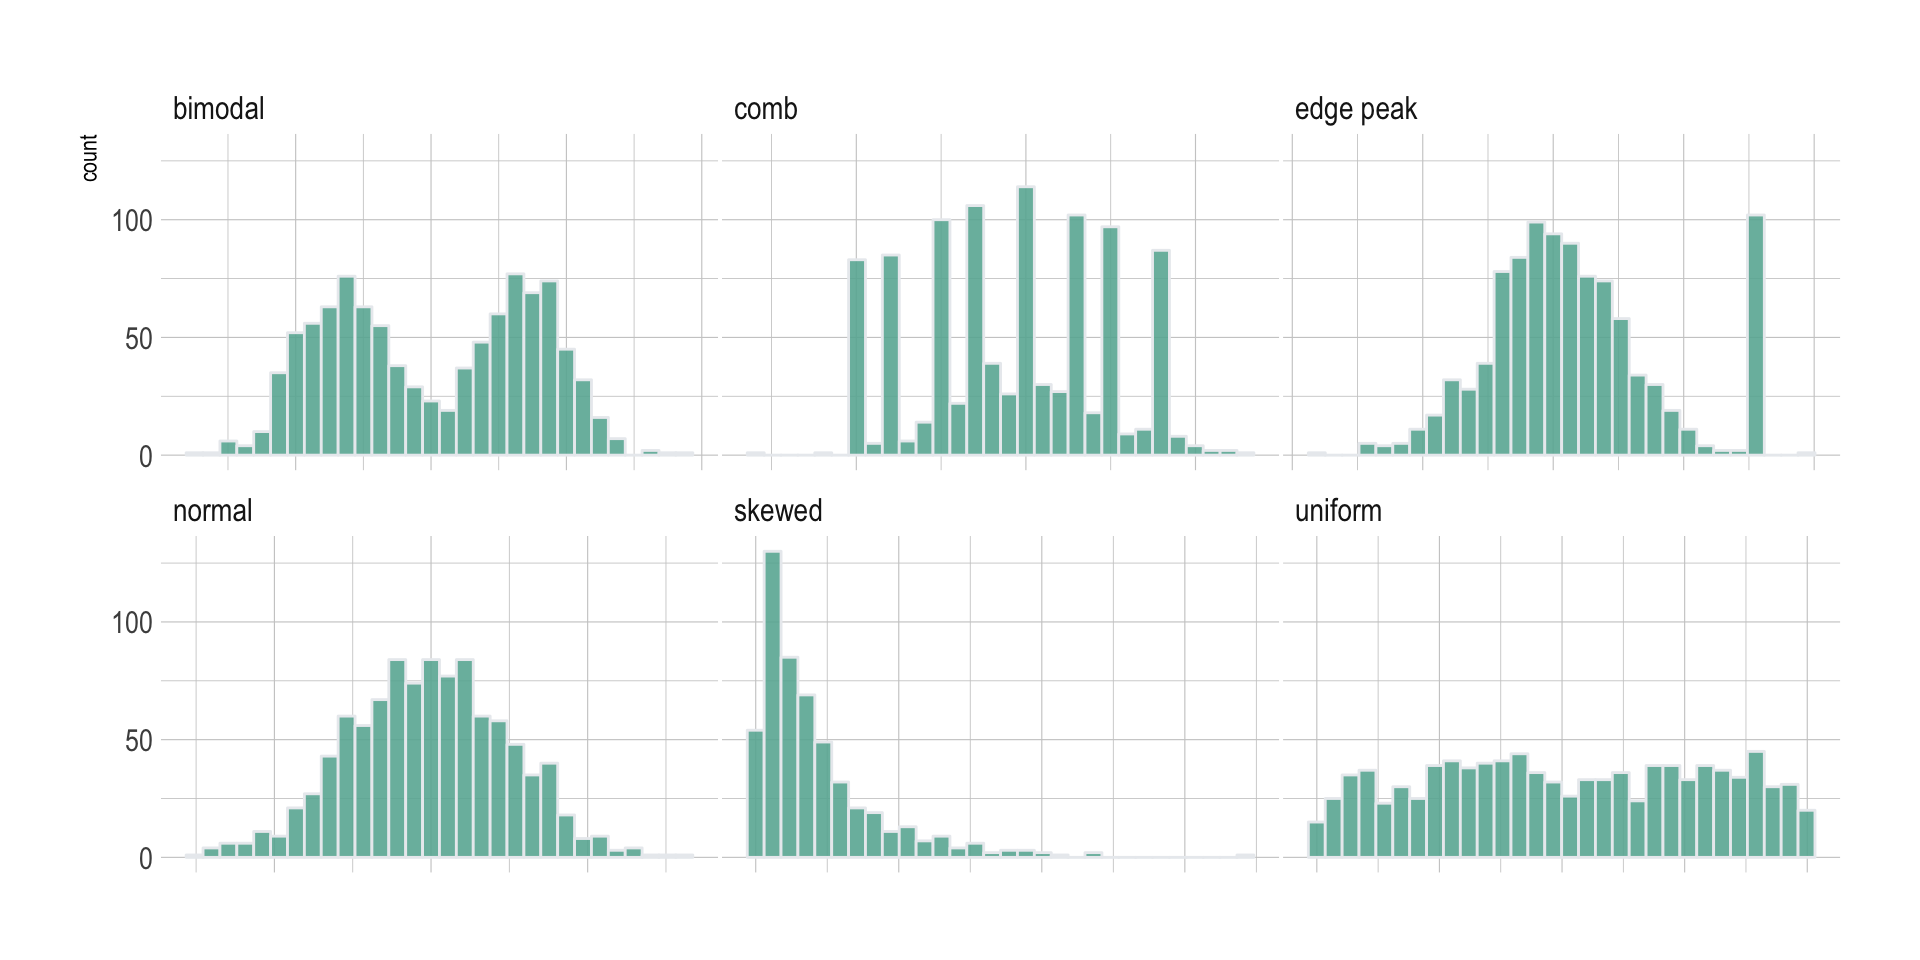 bimodal
comb
edge peak
count
100
50
0
normal
skewed
uniform
100
50
0